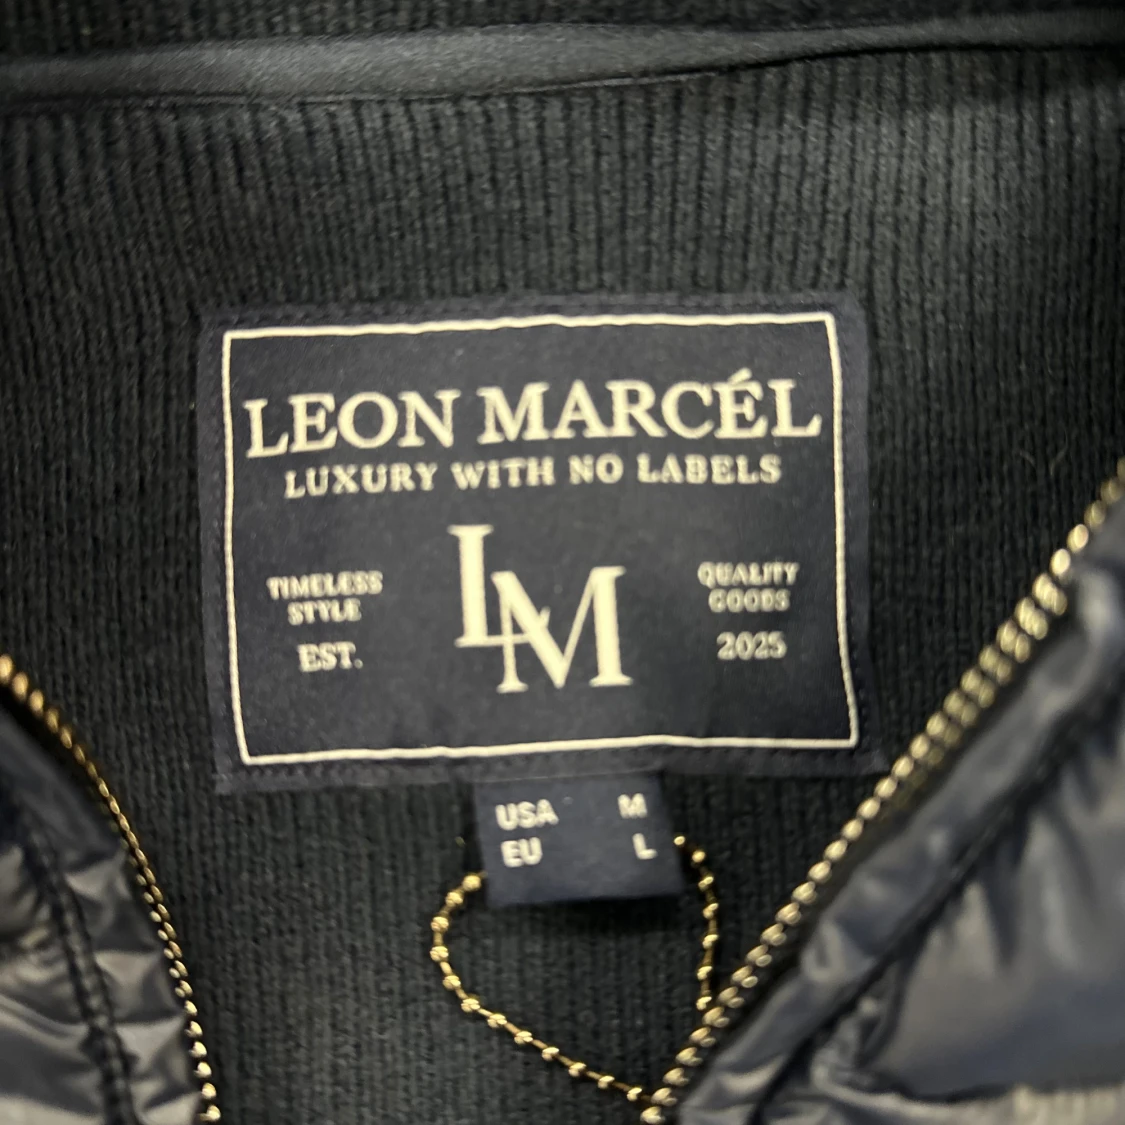 LEON MARCÉL
LUXURY WITH NO LABELS
LM
TIMELESS
STYLE
EST.
QUALITY
GOODS
2025
USA M
EU L